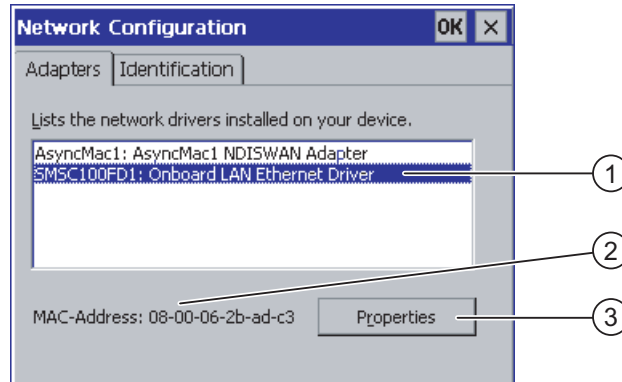 Network Configuration OK ×
Adapters Identification
Lists the network drivers installed on your device.
AsyncMac1: AsyncMac1 NDISWAN Adapter
SMSC100FD1: Onboard LAN Ethernet Driver
1
2
MAC-Address: 08-00-06-2b-ad-c3 Properties
3